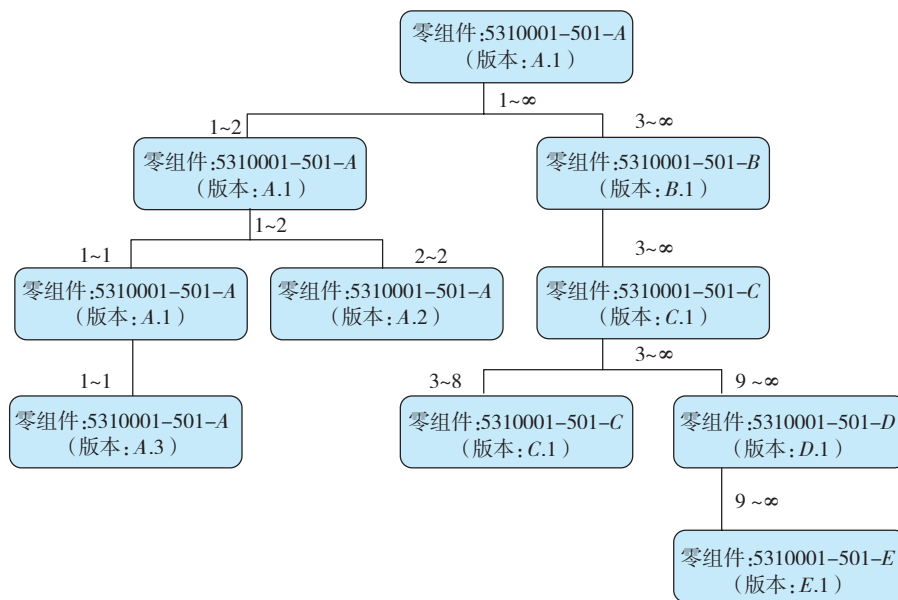 零组件:5310001-501-A
（版本:A.1）
1~∞
1~2
3~∞
零组件:5310001-501-A
（版本:A.1）
零组件:5310001-501-B
（版本:B.1）
1~2
3~∞
1~1
2~2
零组件:5310001-501-A
（版本:A.1）
零组件:5310001-501-A
（版本:A.2）
零组件:5310001-501-C
（版本:C.1）
3~∞
1~1
3~8
9~∞
零组件:5310001-501-A
（版本:A.3）
零组件:5310001-501-C
（版本:C.1）
零组件:5310001-501-D
（版本:D.1）
9~∞
零组件:5310001-501-E
（版本:E.1）